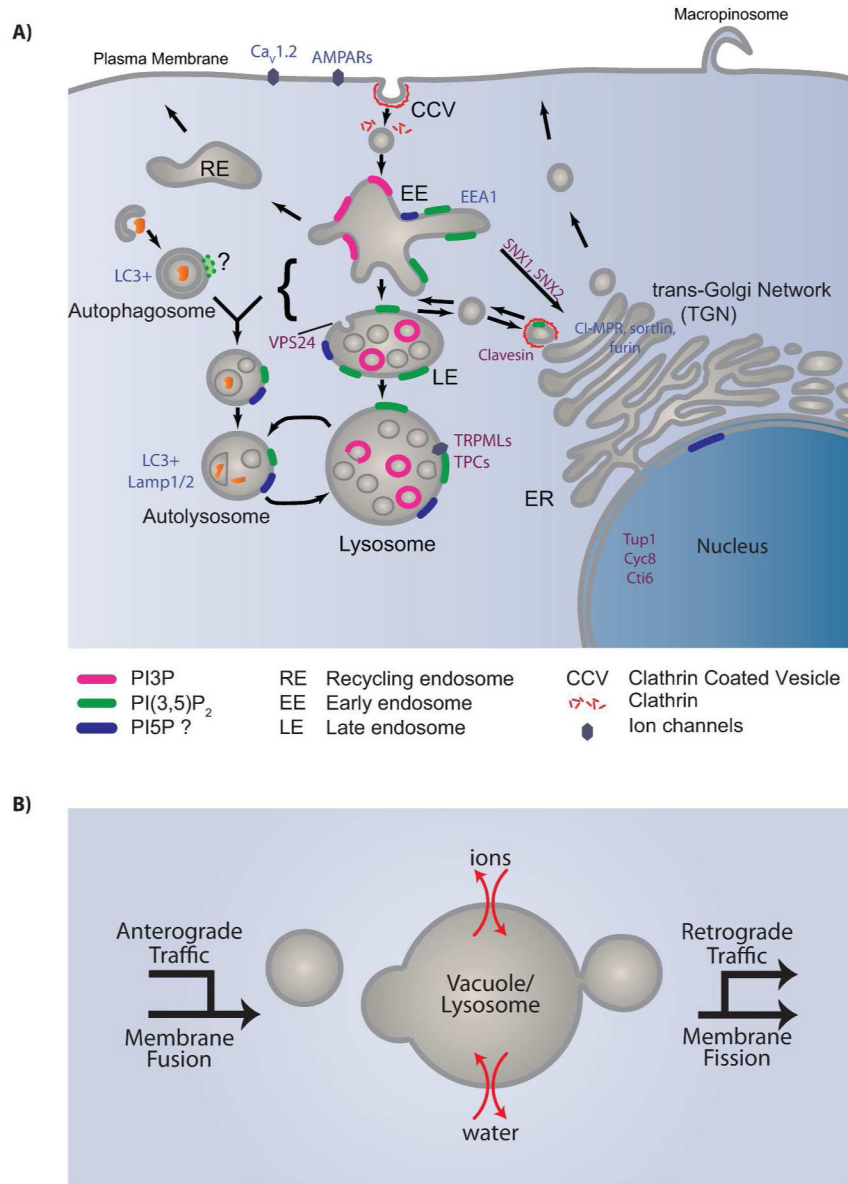 A)
Macropinosome
Plasma Membrane
Cav1.2
AMPARs
CCV
RE
EE
EEA1
SNX1, SNX2
LC3+
?
Autophagosome
trans-Golgi Network
(TGN)
CI-MPR, sortlin,
furin
VPS24
LE
Clavesin
LC3+
Lamp1/2
Autolysosome
TRPMLs
TPCs
Lysosome
ER
Tup1
Cyc8
Cti6
Nucleus
PI3P
PI(3,5)P2
PI5P ?
RE Recycling endosome
EE Early endosome
LE Late endosome
CCV Clathrin Coated Vesicle
Clathrin
Ion channels
B)
ions
Anterograde
Traffic
Membrane
Fusion
Vacuole/
Lysosome
Retrograde
Traffic
Membrane
Fission
water